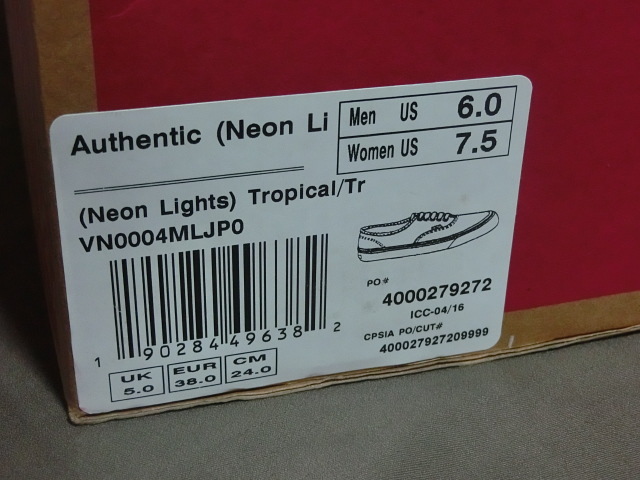 Authentic (Neon Li
Men US 6.0
Women US 7.5
(Neon Lights) Tropical/Tr
VN0004MLJP0
1 90284 49638 2
PO# 4000279272
ICC-04/16
CPSIA PO/CUT#
400027927209999
UK EUR CM
5.0 38.0 24.0